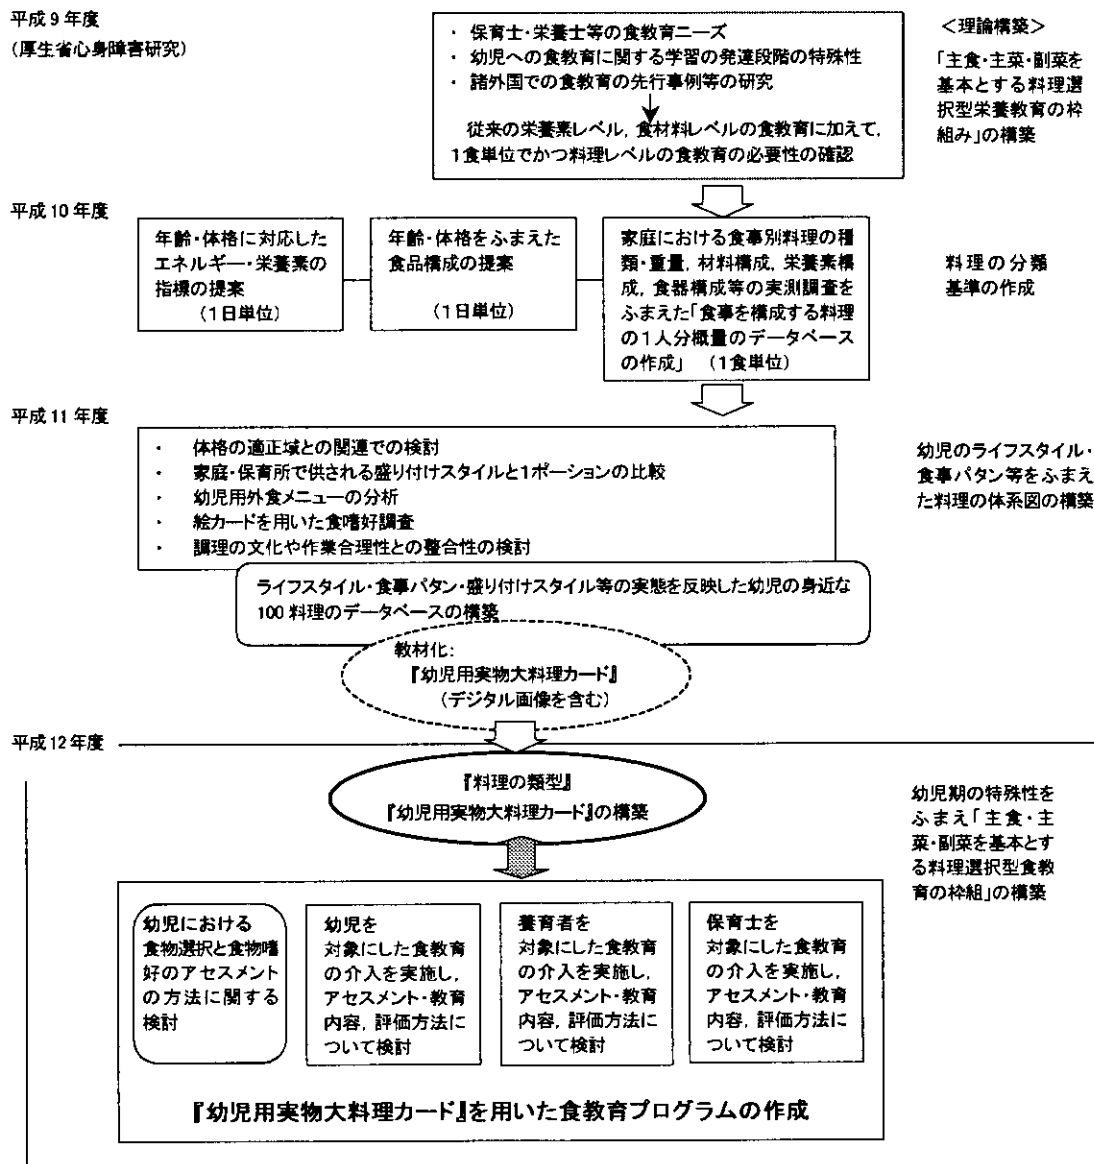 平成9年度
(厚生省心身障害研究)
・ 保育士・栄養士等の食教育ニーズ
・ 幼児への食教育に関する学習の発達段階の特殊性
・ 諸外国での食教育の先行事例等の研究
従来の栄養素レベル，食材料レベルの食教育に加えて，
1食単位でかつ料理レベルの食教育の必要性の確認
＜理論構築＞
「主食・主菜・副菜を
基本とする料理選
択型栄養教育の枠
組み」の構築
平成10年度
年齢・体格に対応した
エネルギー・栄養素の
指標の提案
(1日単位)
年齢・体格をふまえた
食品構成の提案
(1日単位)
家庭における食事別料理の種
類・重量，材料構成，栄養素構
成，食器構成等の実測調査を
ふまえた「食事を構成する料理
の1人分概量のデータベース
の作成」 (1食単位)
料理の分類
基準の作成
平成11年度
・ 体格の適正域との関連での検討
・ 家庭・保育所で供される盛り付けスタイルと1ポーションの比較
・ 幼児用外食メニューの分析
・ 絵カードを用いた食嗜好調査
・ 調理の文化や作業合理性との整合性の検討
幼児のライフスタイル・
食事パタン等をふまえ
た料理の体系図の構築
ライフスタイル・食事パタン・盛り付けスタイル等の実態を反映した幼児の身近な
100料理のデータベースの構築
教材化:
『幼児用実物大料理カード』
(デジタル画像を含む)
平成12年度
『料理の類型』
『幼児用実物大料理カード』の構築
幼児期の特殊性を
ふまえ「主食・主
菜・副菜を基本とす
る料理選択型食教
育の枠組」の構築
幼児における
食物選択と食物嗜
好のアセスメント
の方法に関する
検討
幼児を
対象にした食教育
の介入を実施し，
アセスメント・教育
内容，評価方法に
ついて検討
養育者を
対象にした食教育
の介入を実施し，
アセスメント・教育
内容，評価方法に
ついて検討
保育士を
対象にした食教育
の介入を実施し，
アセスメント・教育
内容，評価方法に
ついて検討
『幼児用実物大料理カード』を用いた食教育プログラムの作成